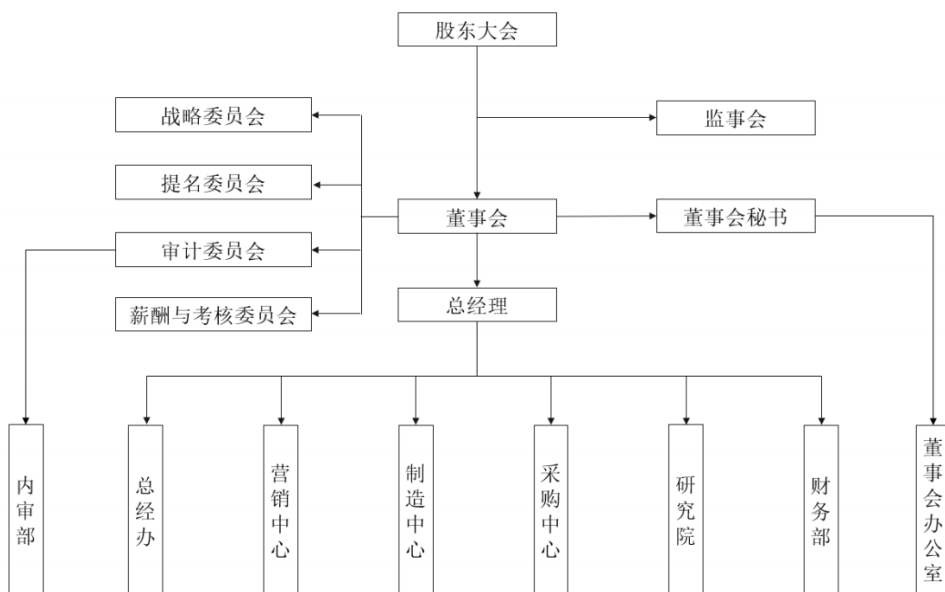 股东大会
战略委员会
监事会
提名委员会
董事会
董事会秘书
审计委员会
总经理
薪酬与考核委员会
内审部
总经办
营销中心
制造中心
采购中心
研究院
财务部
董事会办公室